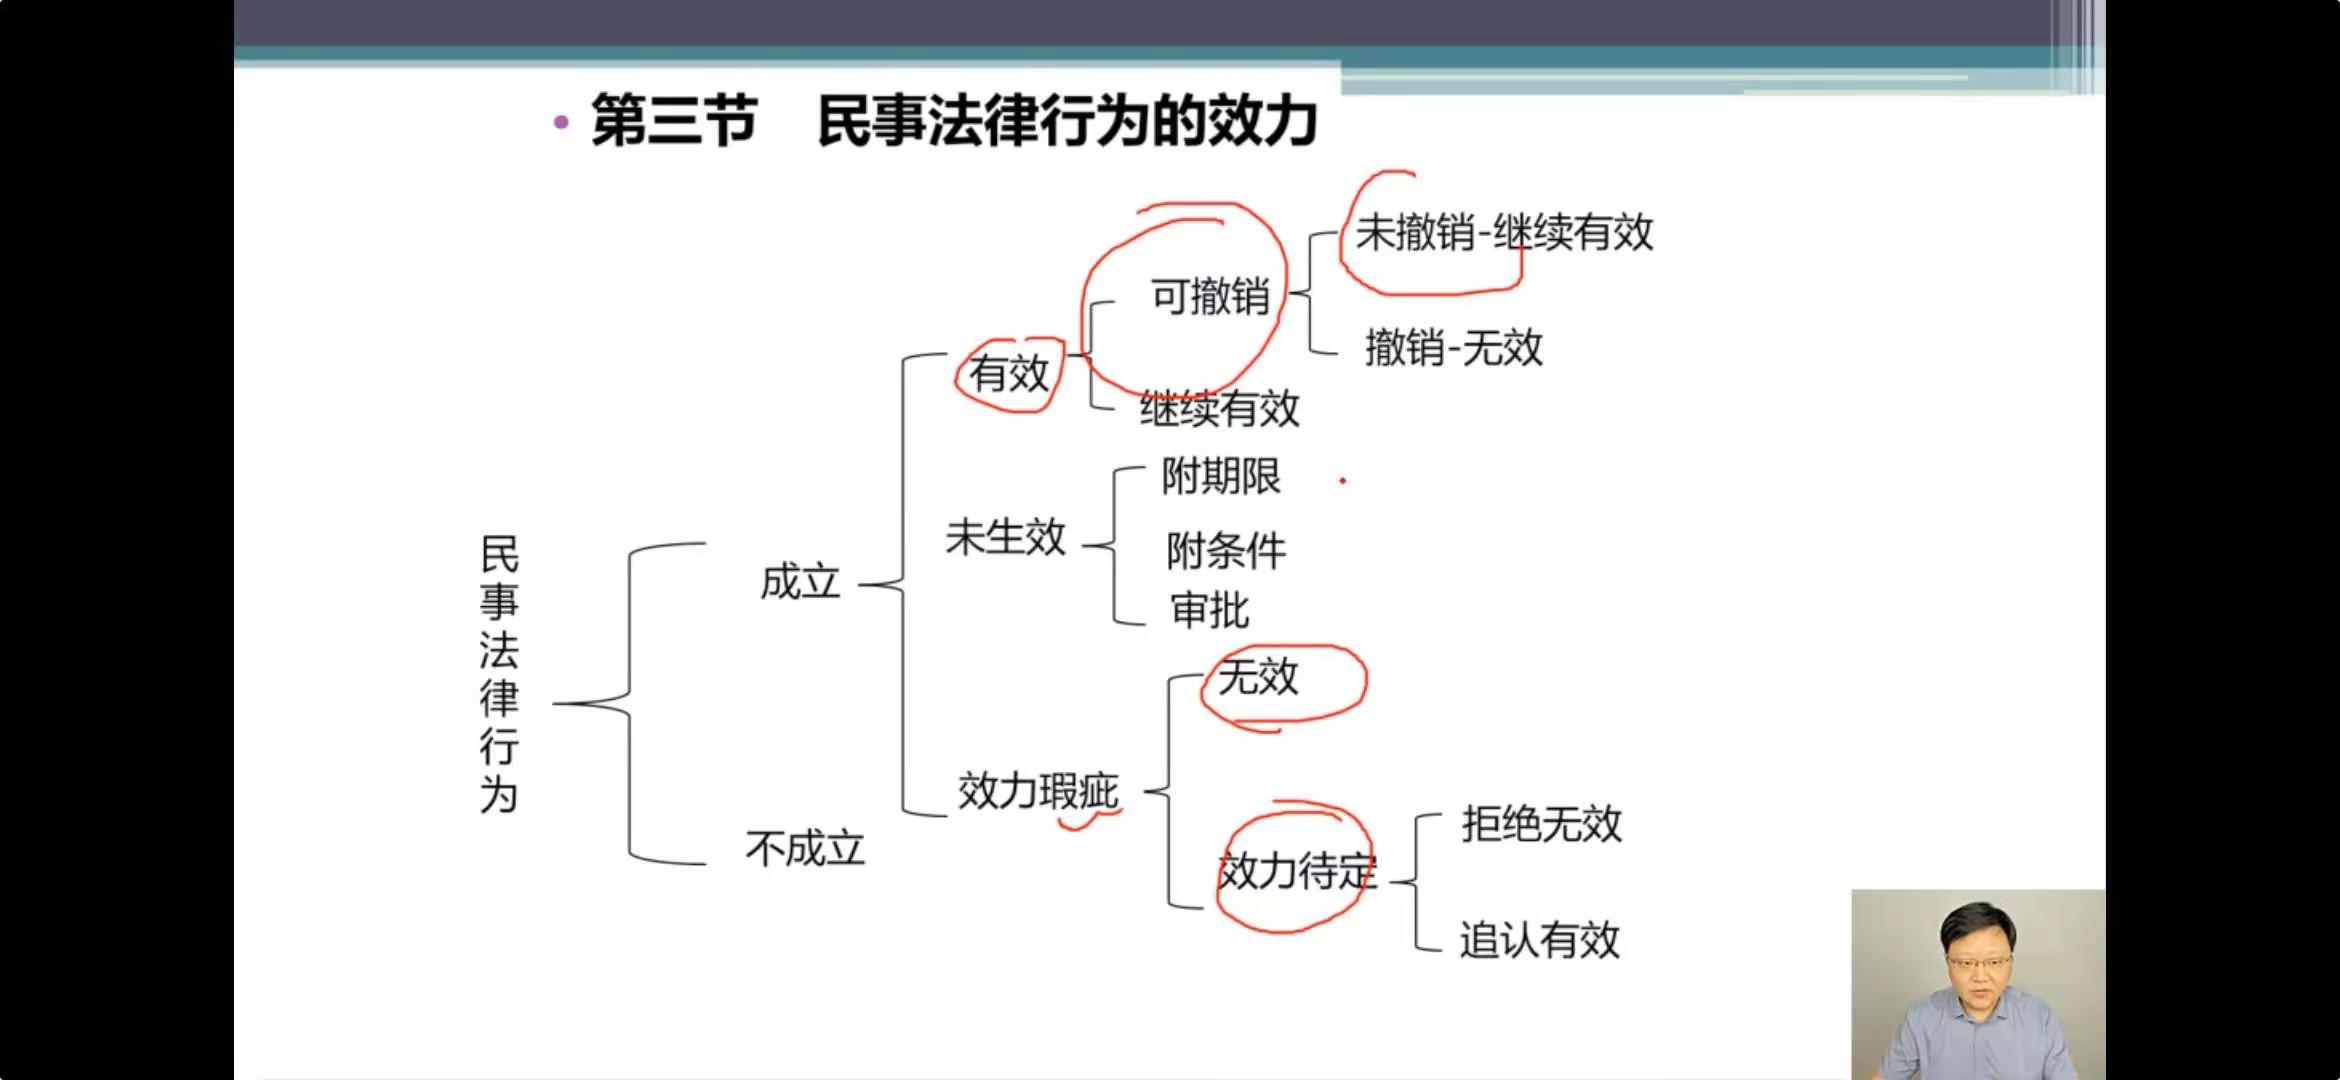 • 第三节　民事法律行为的效力
未撤销-继续有效
可撤销
撤销-无效
有效
继续有效
附期限
未生效
附条件
审批
民事法律行为
成立
无效
效力瑕疵
不成立
拒绝无效
效力待定
追认有效